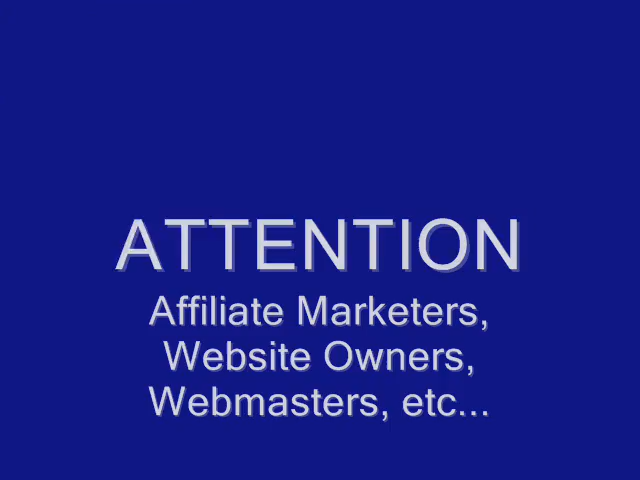 ATTENTION
Affiliate Marketers,
Website Owners,
Webmasters, etc...